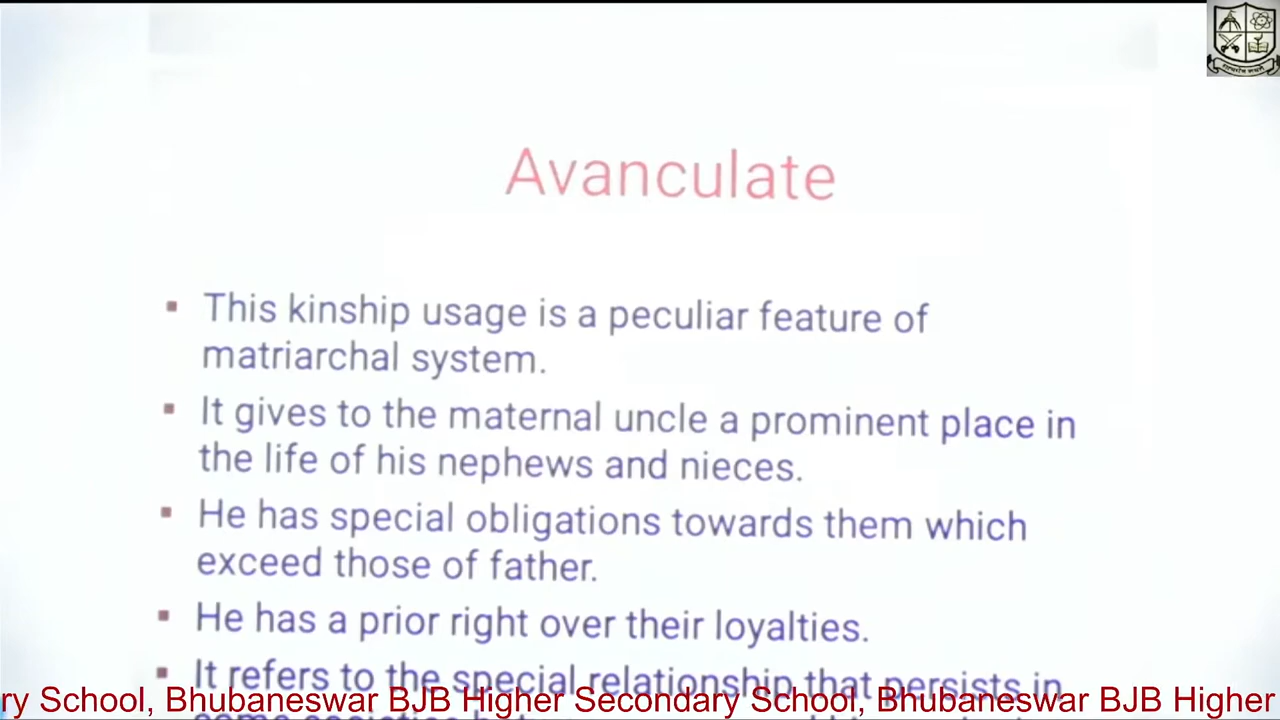 Avanculate
▪ This kinship usage is a peculiar feature of
matriarchal system.
▪ It gives to the maternal uncle a prominent place in
the life of his nephews and nieces.
▪ He has special obligations towards them which
exceed those of father.
▪ He has a prior right over their loyalties.
▪ It refers to the special relationship that persists in
ry School, Bhubaneswar BJB Higher Secondary School, Bhubaneswar BJB Higher